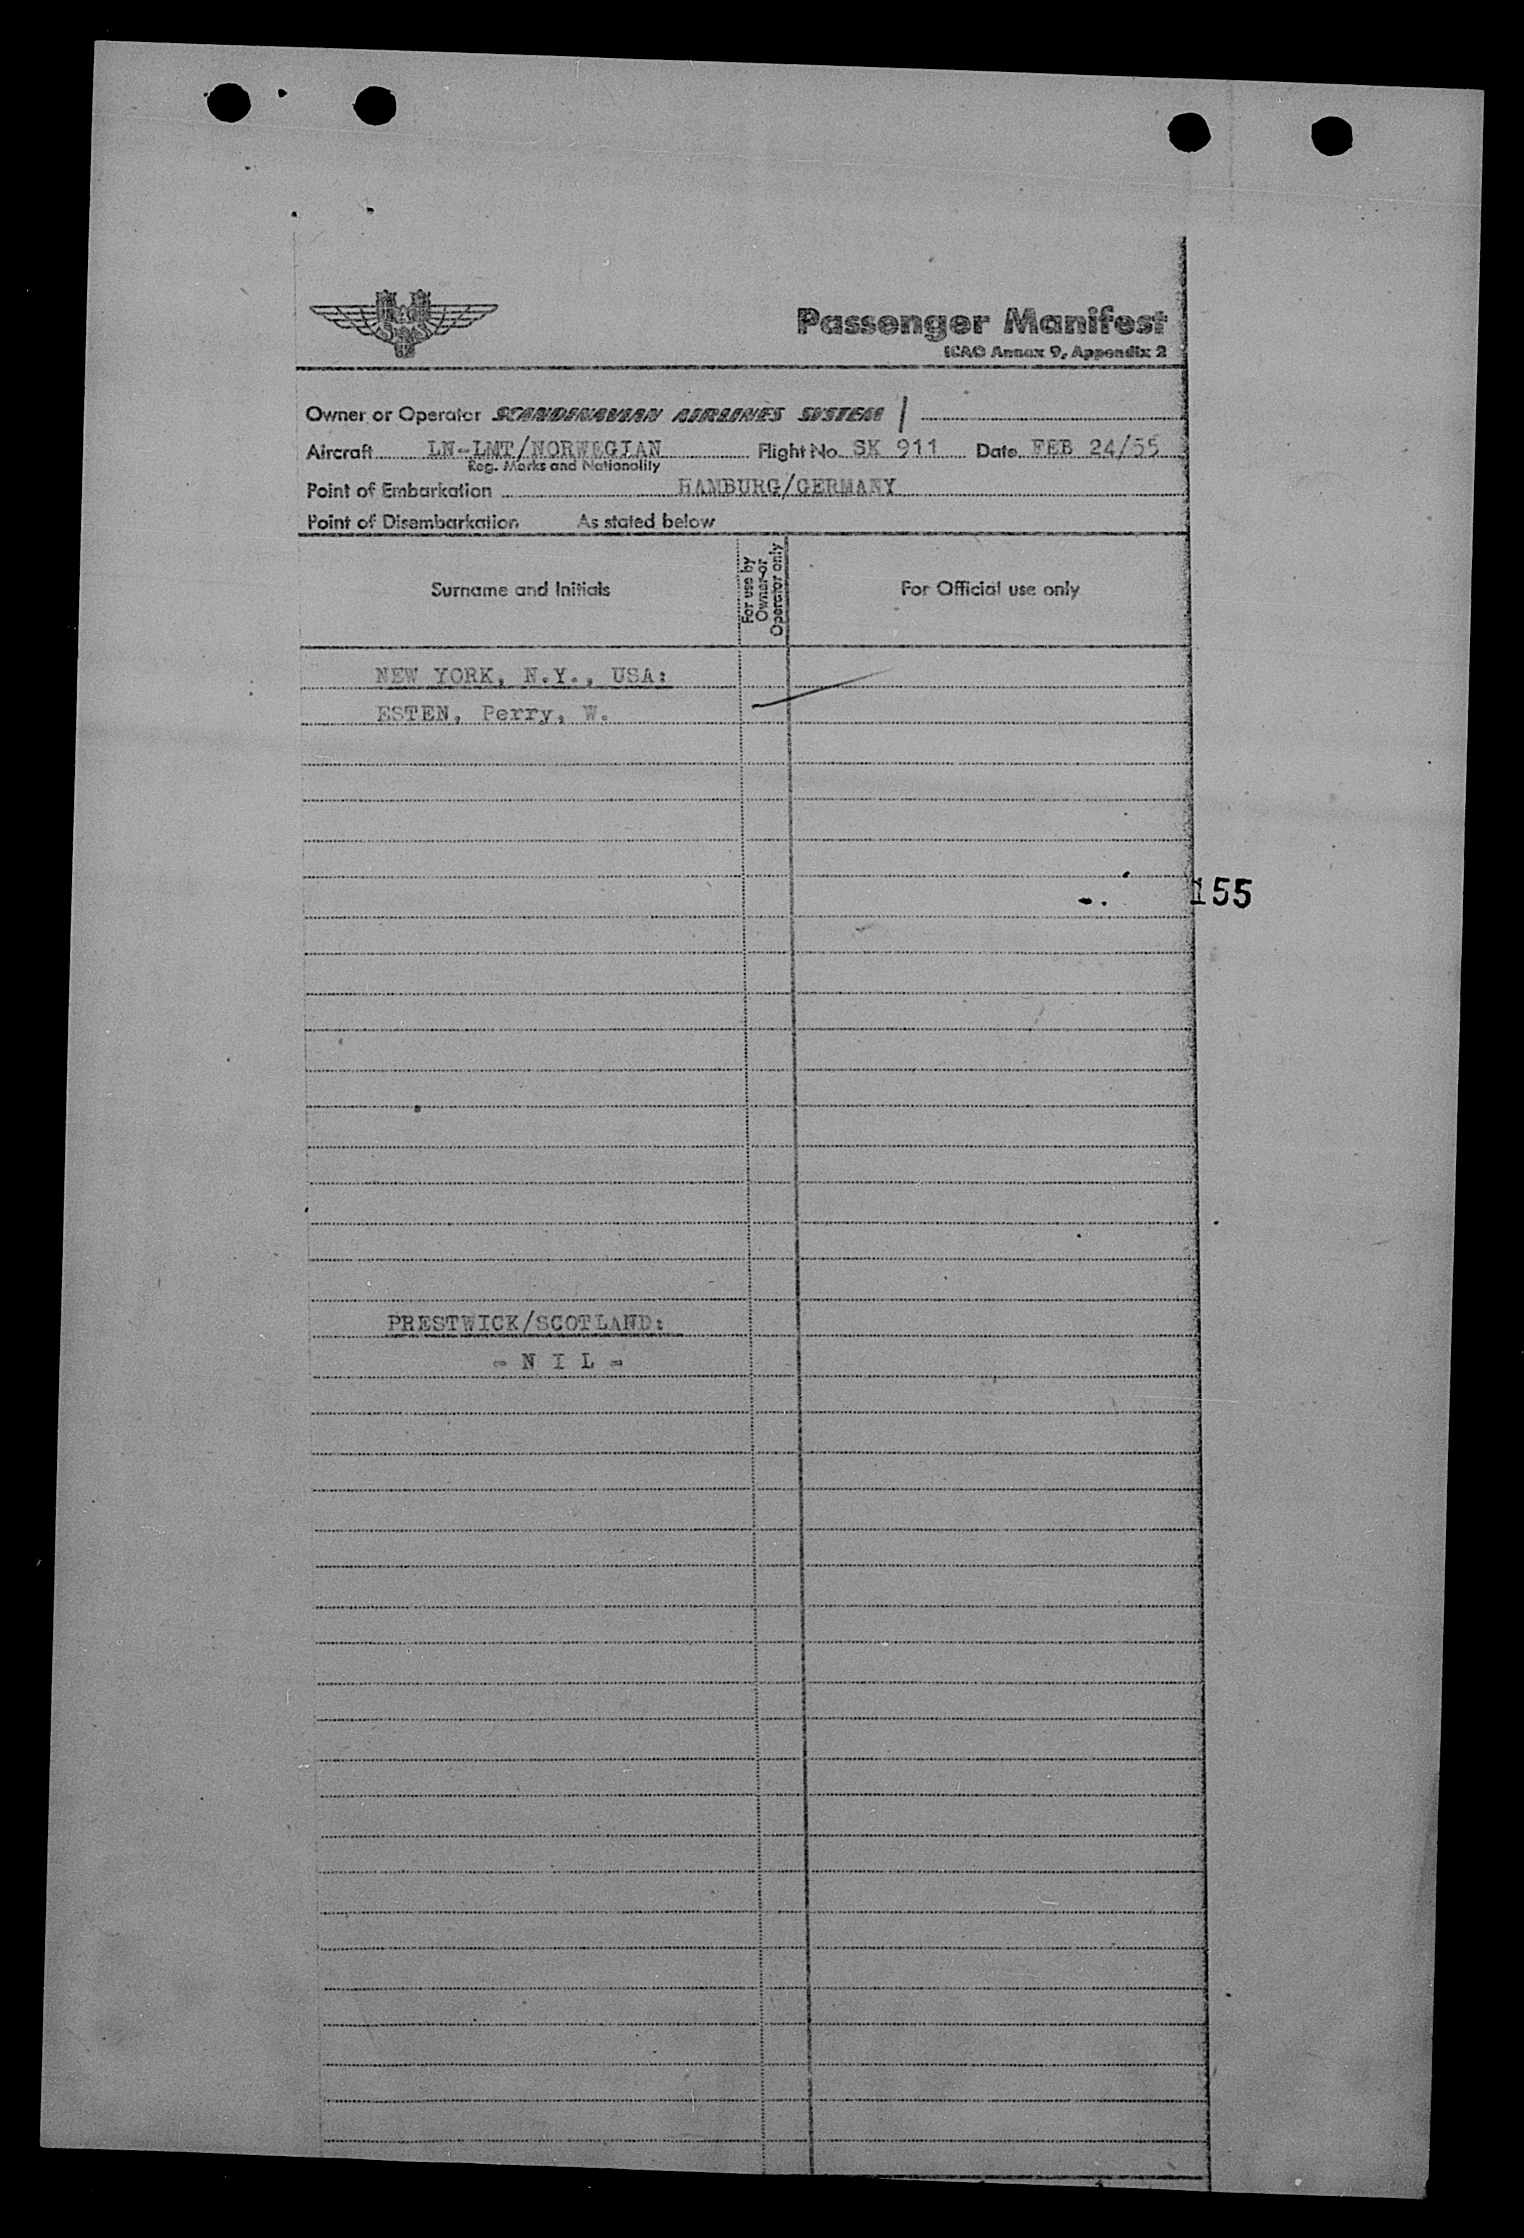 SAS
Passenger Manifest
ICAO Annex 9, Appendix 2
Owner or Operator SCANDINAVIAN AIRLINES SYSTEM
Aircraft LN-LMT/NORWEGIAN Flight No. SK 911 Date FEB 24/55
Reg. Marks and Nationality
Point of Embarkation HAMBURG/GERMANY
Point of Disembarkation As stated below
Surname and Initials
For use by
Owner or
Operator only
For Official use only
NEW YORK, N.Y., USA:
ESTEN, Perry, W.
155
PRESTWICK/SCOTLAND:
- N I L -